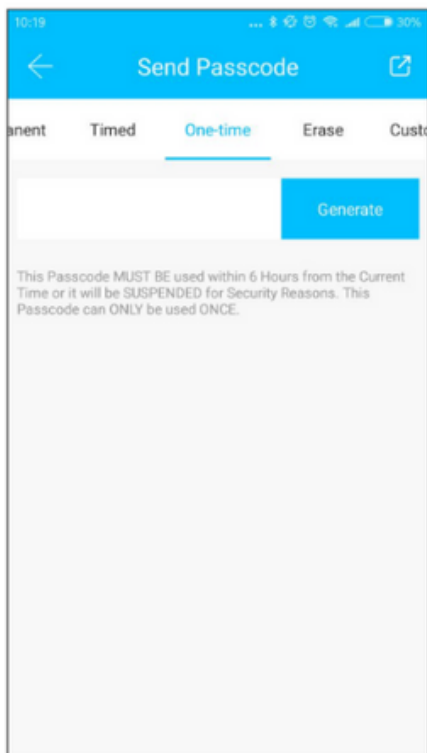 10:19 ... 30%
Send Passcode
anent Timed One-time Erase Custo
Generate
This Passcode MUST BE used within 6 Hours from the Current
Time or it will be SUSPENDED for Security Reasons. This
Passcode can ONLY be used ONCE.